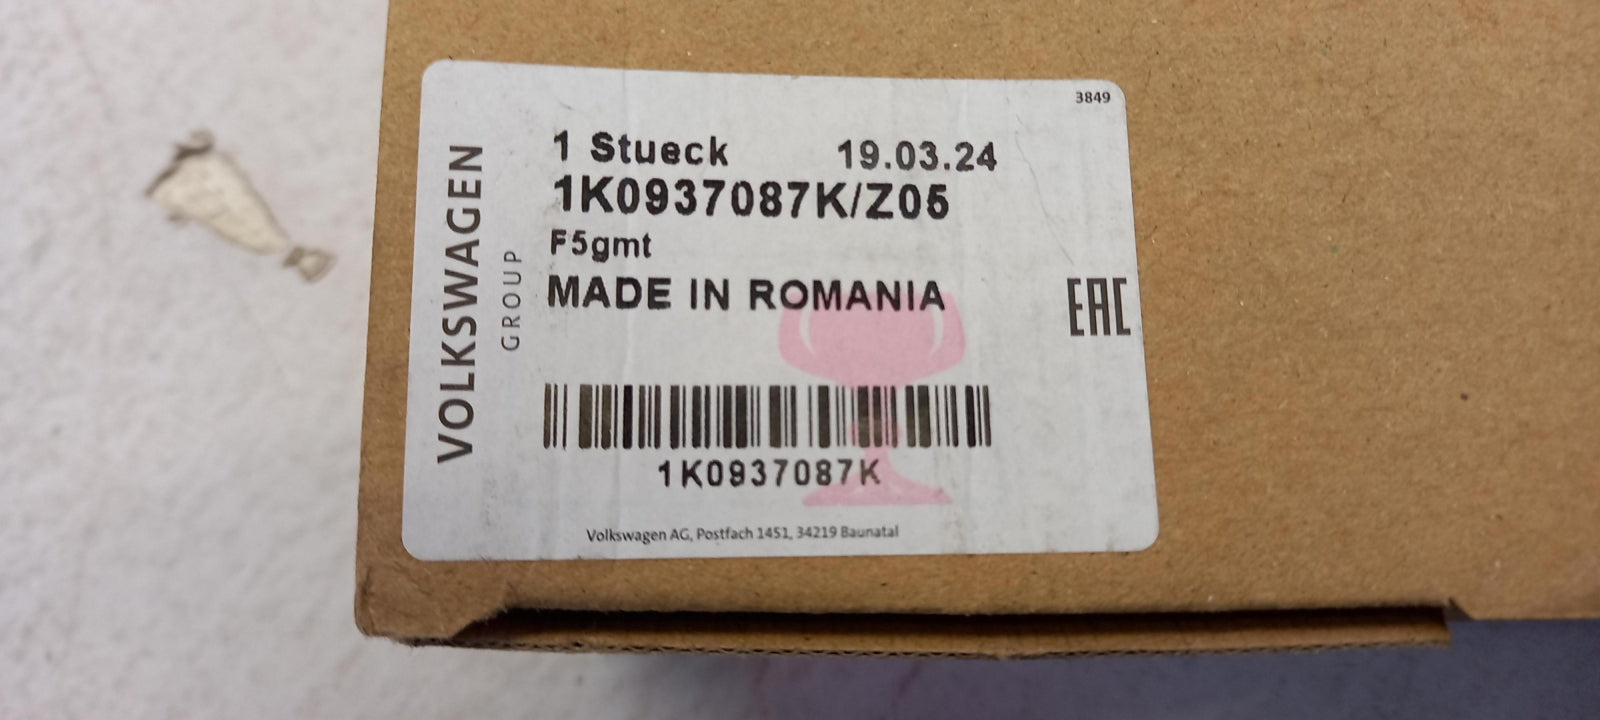 3849
1 Stueck 19.03.24
1K0937087K/Z05
F5gmt
MADE IN ROMANIA
VOLKSWAGEN
GROUP
EAC
1K0937087K
Volkswagen AG, Postfach 1451, 34219 Baunatal